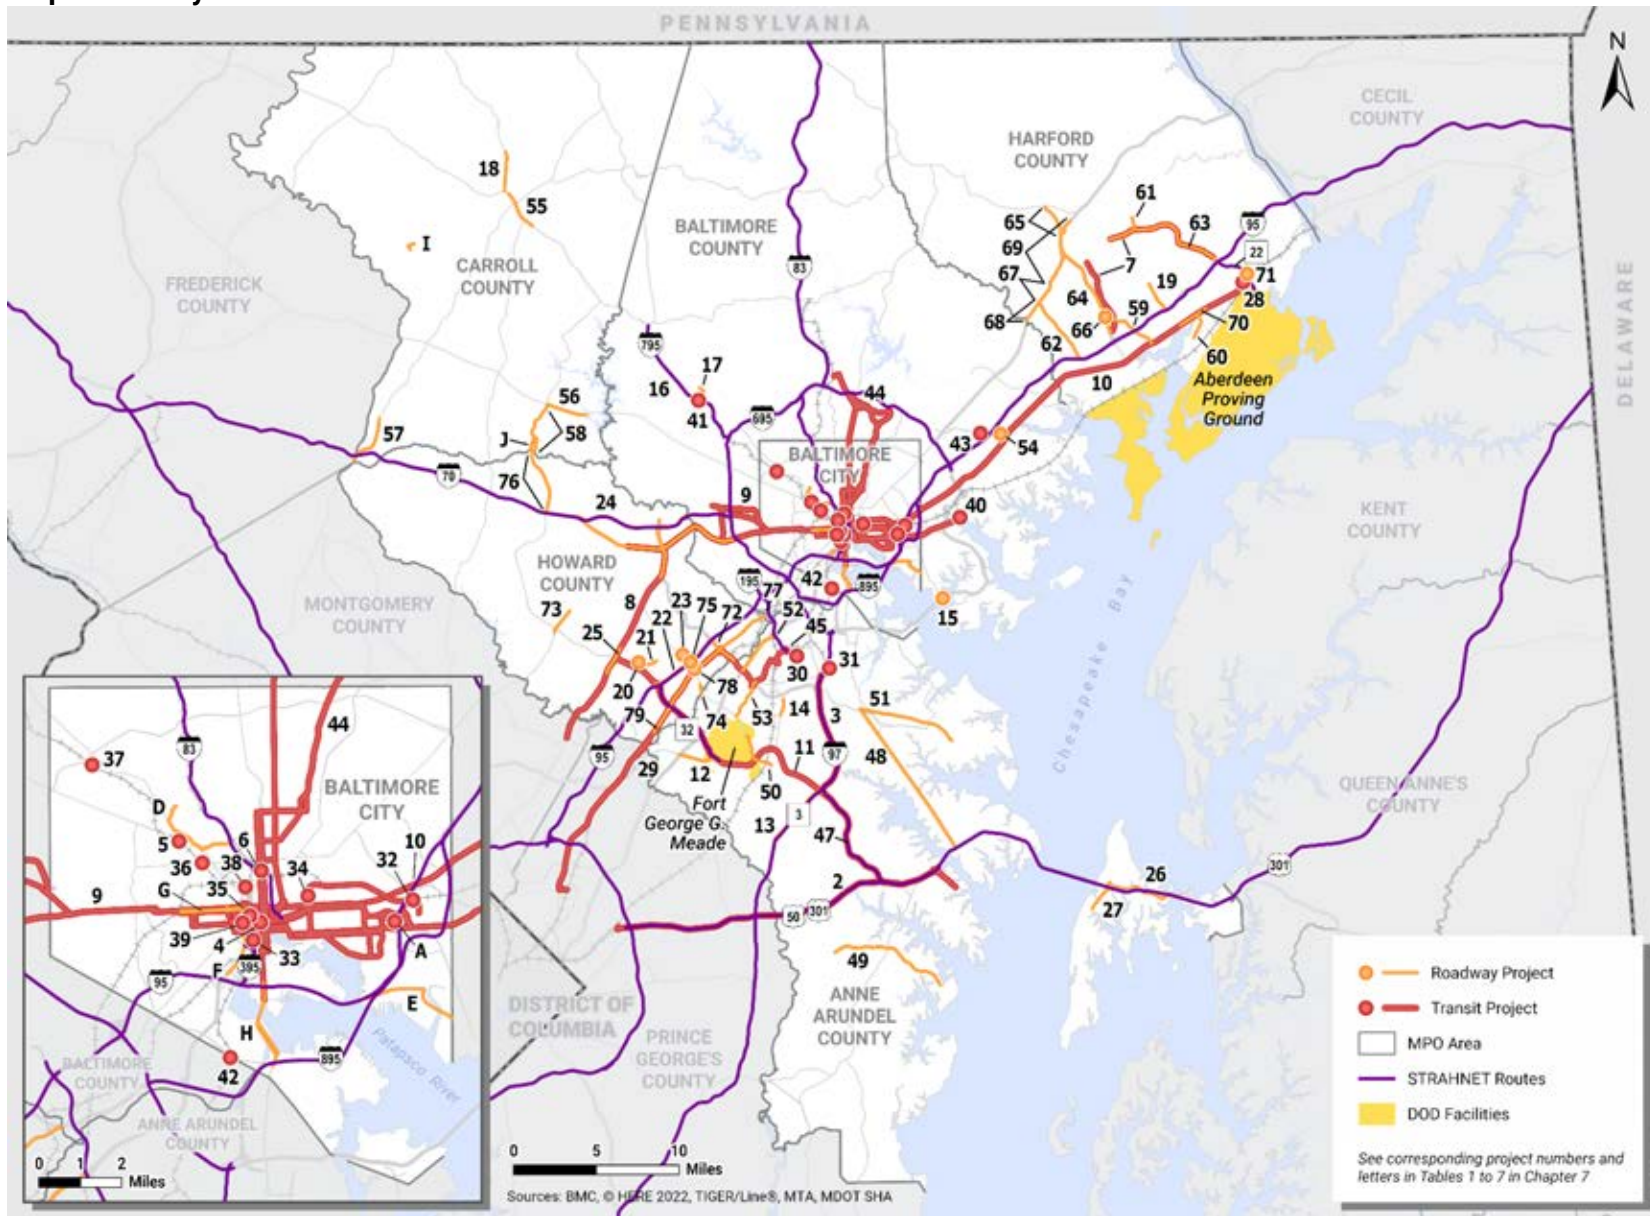 PENNSYLVANIA
N
CECIL
COUNTY
HARFORD
COUNTY
18
55
I
CARROLL
COUNTY
FREDERICK
COUNTY
BALTIMORE
COUNTY
83
65
69
67
68
61
63
7
64
66
19
59
62
95
22
71
28
70
60
10
Aberdeen
Proving
Ground
DELAWARE
795
16
17
41
695
44
56
58
57
J
76
70
24
9
BALTIMORE
CITY
43
54
40
KENT
COUNTY
HOWARD
COUNTY
MONTGOMERY
COUNTY
195
77
42
895
15
73
8
25
21
22
23
75
72
52
45
20
30
31
78
79
74
53
14
3
51
32
95
29
12
11
97
48
50
Fort
George G.
Meade
13
3
47
2
50
301
Chesapeake Bay
QUEEN ANNE'S
COUNTY
301
26
27
49
ANNE
ARUNDEL
COUNTY
DISTRICT OF
COLUMBIA
PRINCE
GEORGE'S
COUNTY
44
83
37
BALTIMORE
CITY
D
5
6
36
38
34
32
10
35
G
9
39
4
33
A
F
395
95
E
H
895
Patapsco River
BALTIMORE
COUNTY
42
ANNE ARUNDEL
COUNTY
0 1 2
Miles
0 5 10
Miles
Sources: BMC, © HERE 2022, TIGER/Line®, MTA, MDOT SHA
Roadway Project
Transit Project
MPO Area
STRAHNET Routes
DOD Facilities
See corresponding project numbers and
letters in Tables 1 to 7 in Chapter 7